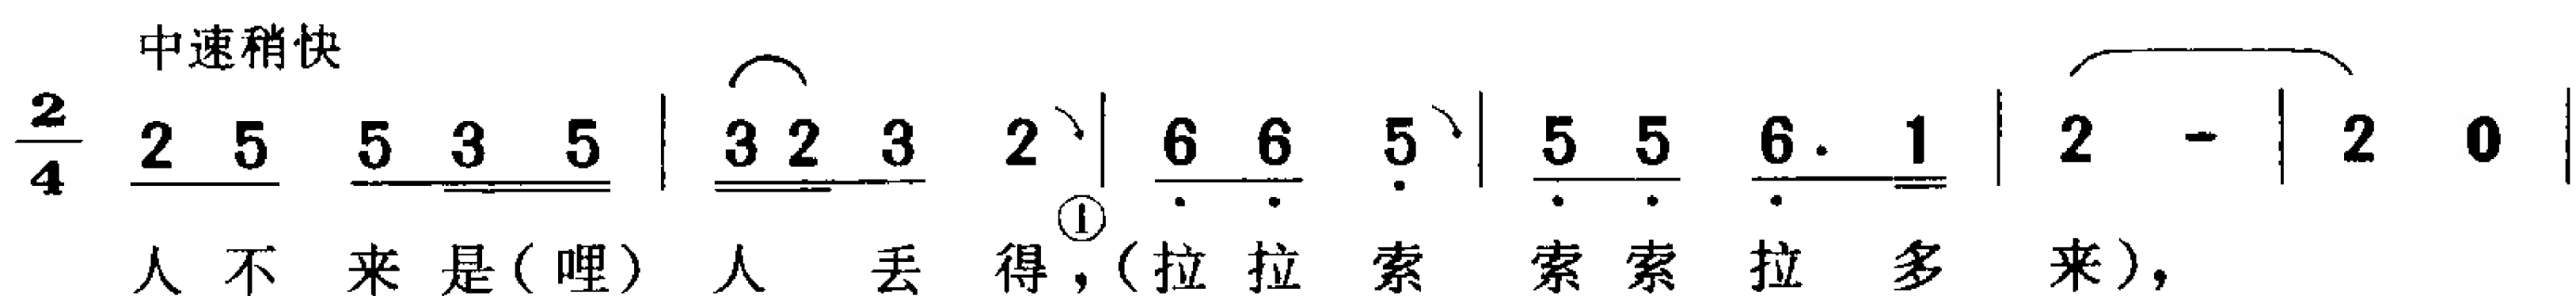 中速稍快
2/4 2 5 5 3 5 | 3 2 3 2 | 6 6 5 | 5 5 6. 1 | 2 - | 2 0 |
①
人 不 来 是(哩) 人 丢 得,(拉 拉 索 索 索 拉 多 来),